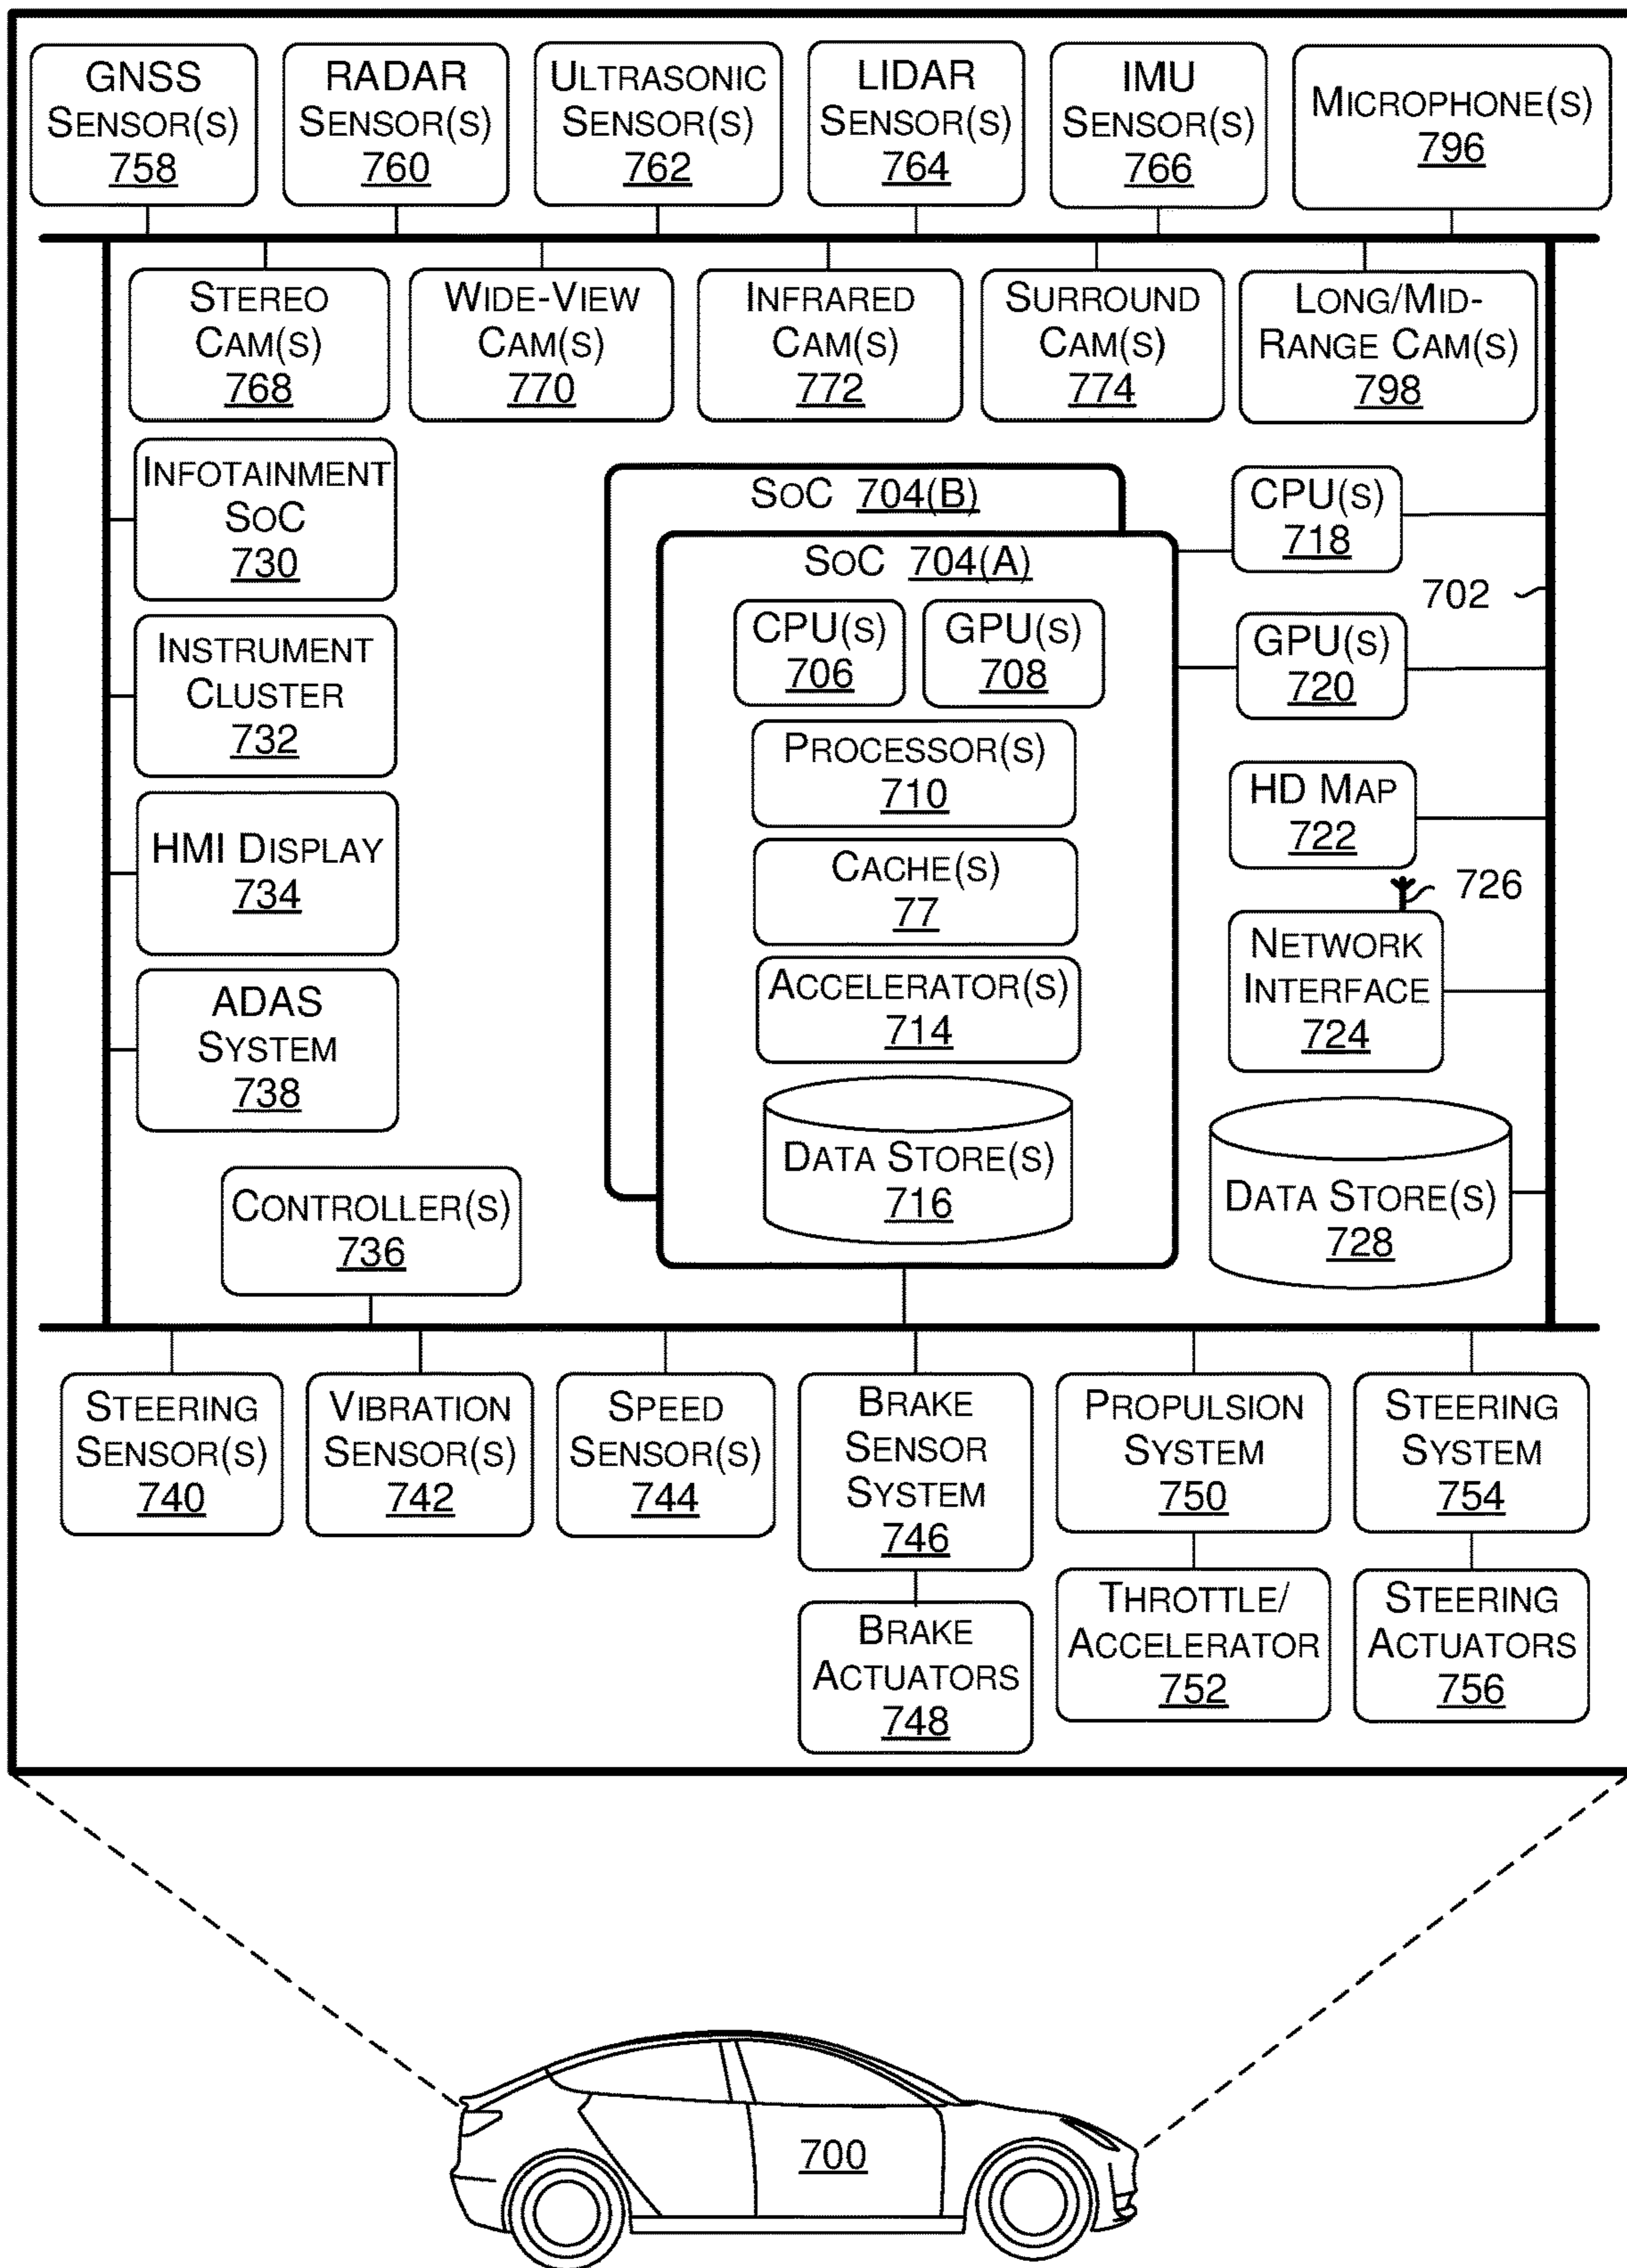 GNSS
SENSOR(S)
758
RADAR
SENSOR(S)
760
ULTRASONIC
SENSOR(S)
762
LIDAR
SENSOR(S)
764
IMU
SENSOR(S)
766
MICROPHONE(S)
796
STEREO
CAM(S)
768
WIDE-VIEW
CAM(S)
770
INFRARED
CAM(S)
772
SURROUND
CAM(S)
774
LONG/MID-
RANGE CAM(S)
798
INFOTAINMENT
SOC
730
INSTRUMENT
CLUSTER
732
HMI DISPLAY
734
ADAS
SYSTEM
738
CONTROLLER(S)
736
SOC 704(B)
SOC 704(A)
CPU(S)
706
GPU(S)
708
PROCESSOR(S)
710
CACHE(S)
77
ACCELERATOR(S)
714
DATA STORE(S)
716
CPU(S)
718
702
GPU(S)
720
HD MAP
722
726
NETWORK
INTERFACE
724
DATA STORE(S)
728
STEERING
SENSOR(S)
740
VIBRATION
SENSOR(S)
742
SPEED
SENSOR(S)
744
BRAKE
SENSOR
SYSTEM
746
PROPULSION
SYSTEM
750
STEERING
SYSTEM
754
BRAKE
ACTUATORS
748
THROTTLE/
ACCELERATOR
752
STEERING
ACTUATORS
756
700